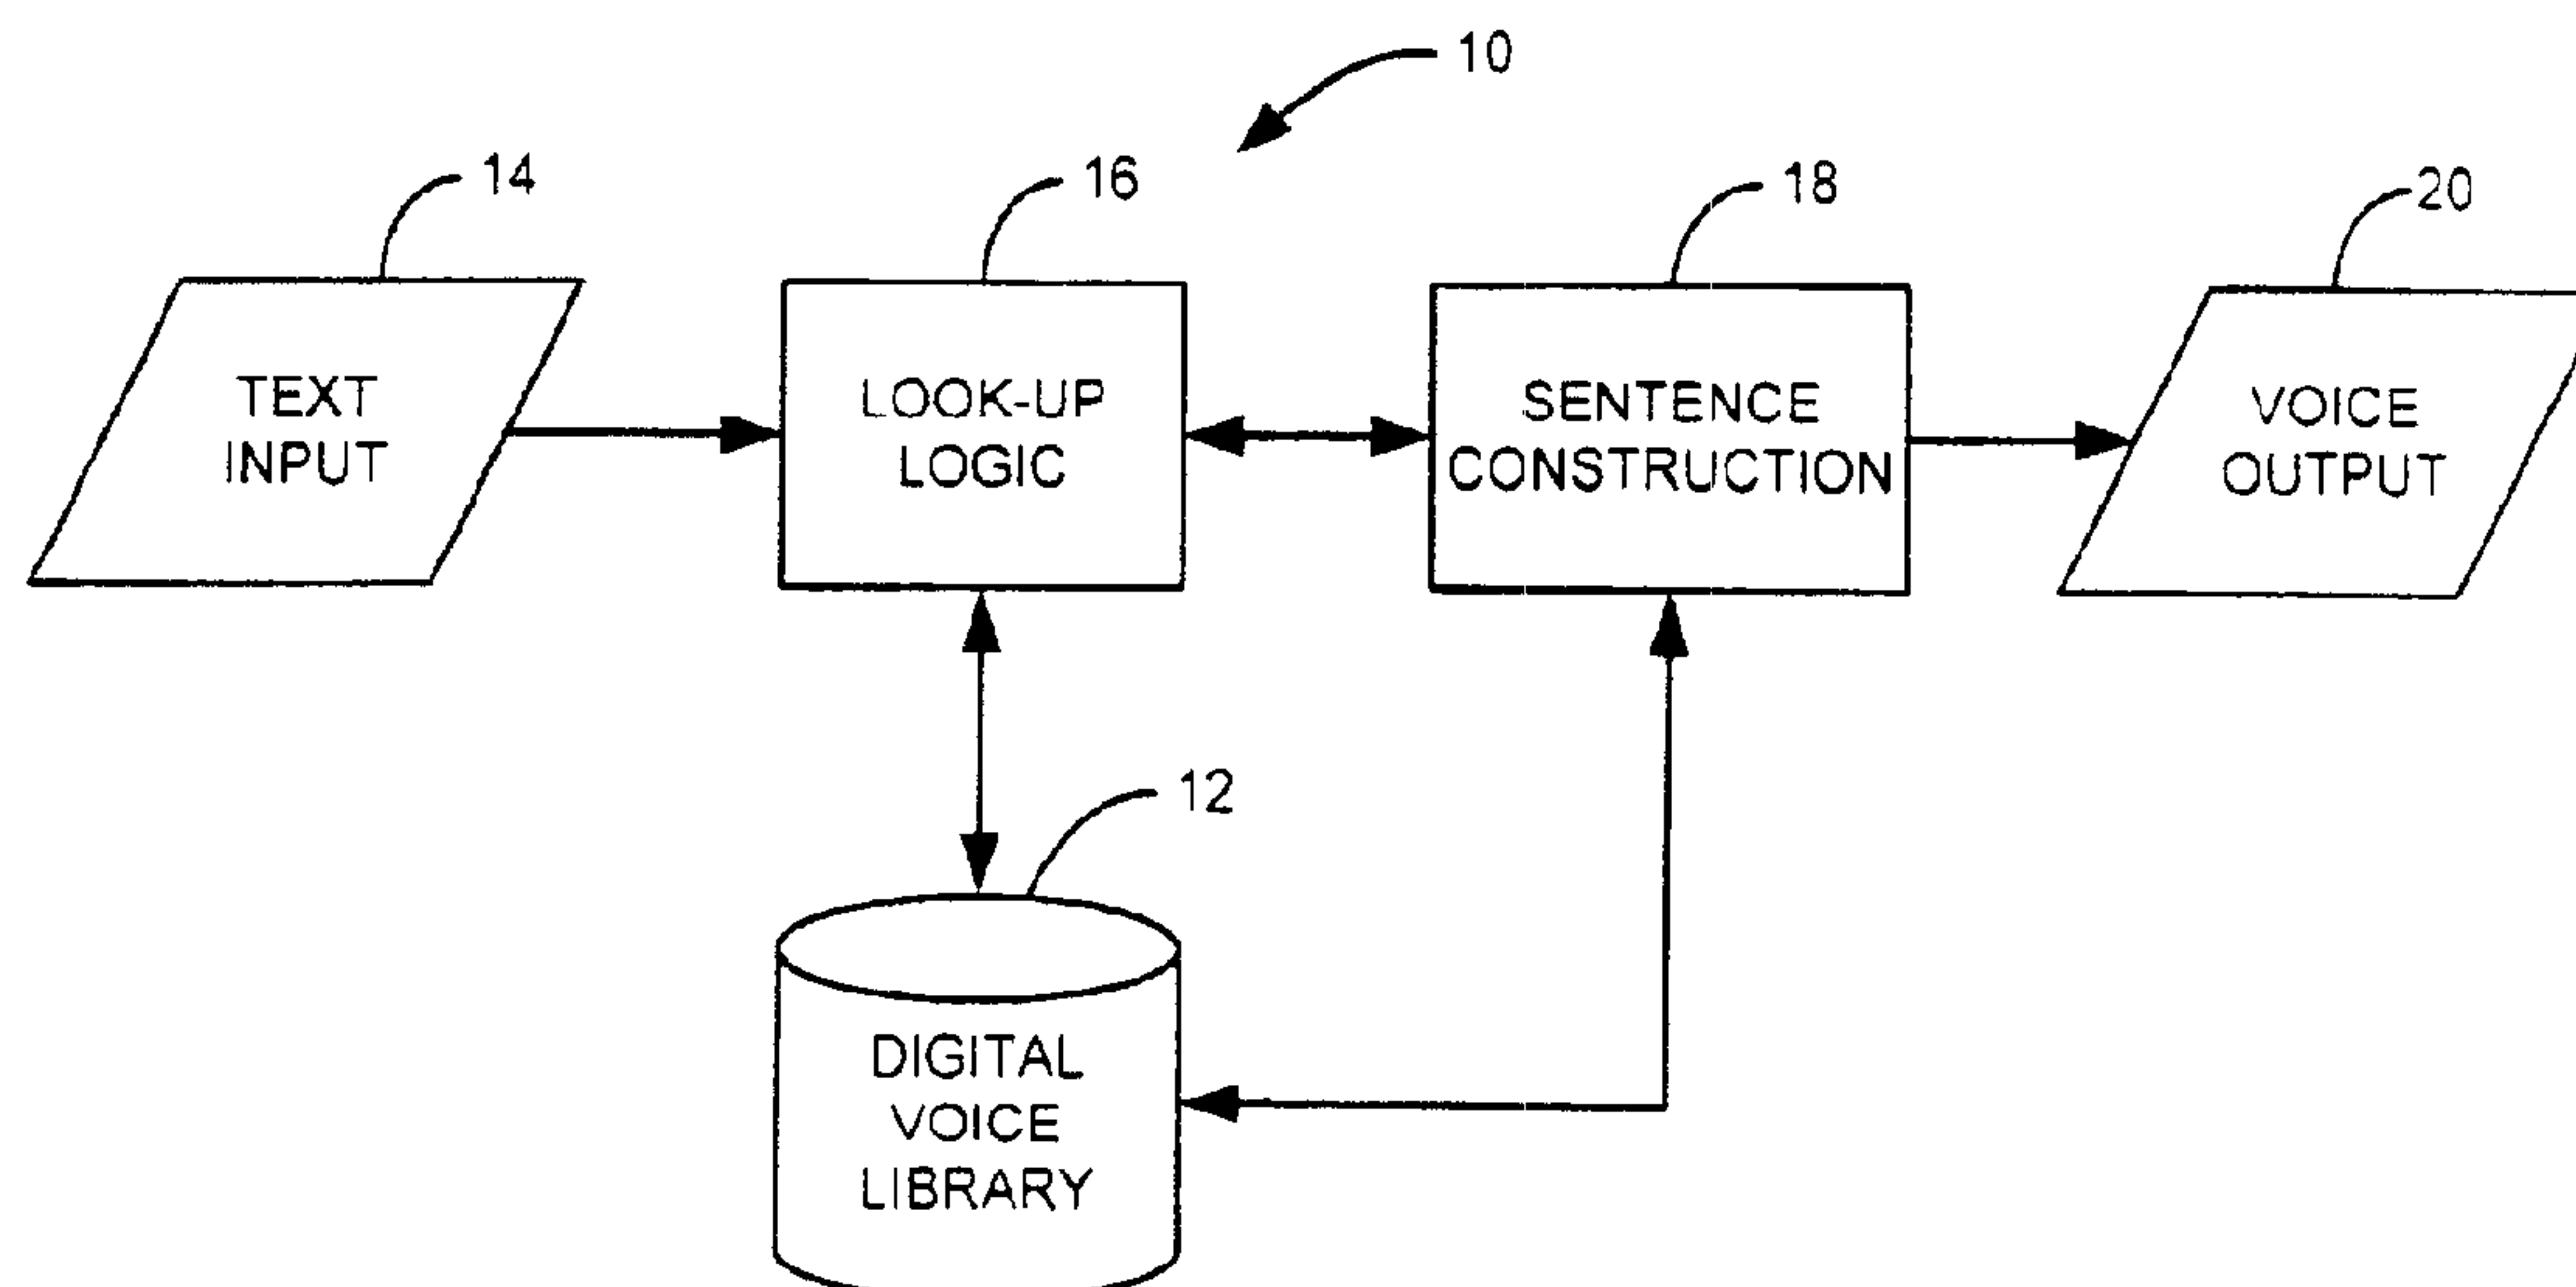 10
14
16
18
20
TEXT
INPUT
LOOK-UP
LOGIC
SENTENCE
CONSTRUCTION
VOICE
OUTPUT
12
DIGITAL
VOICE
LIBRARY